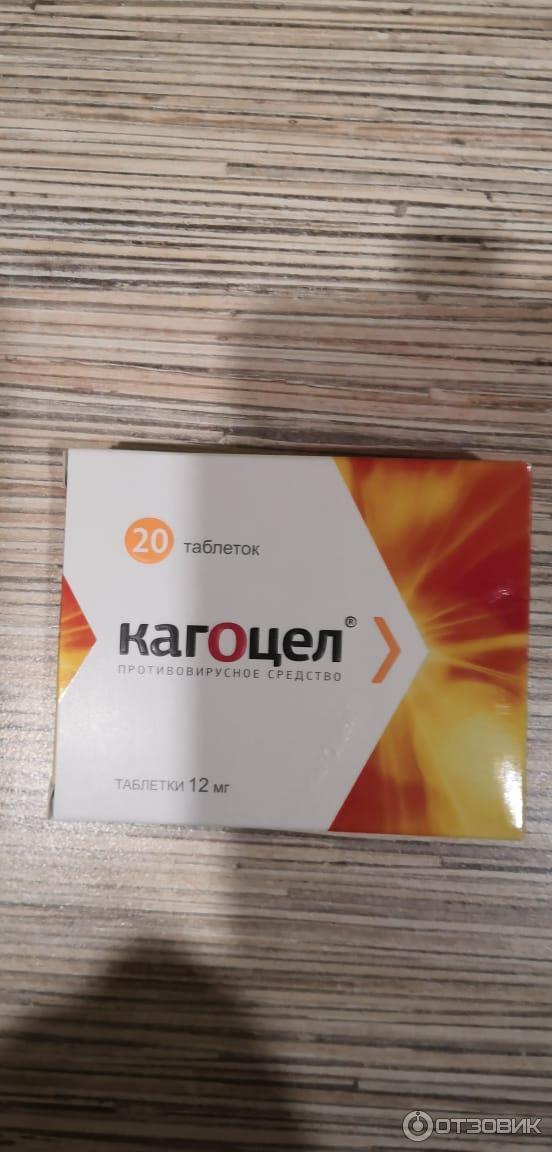 20 таблеток
кагоцел®
ПРОТИВОВИРУСНОЕ СРЕДСТВО
ТАБЛЕТКИ 12 мг
ОТЗОВИК